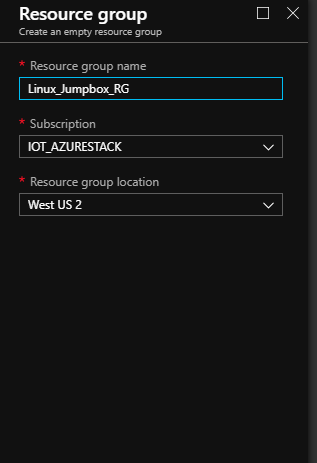 Resource group
Create an empty resource group
* Resource group name
Linux_Jumpbox_RG
* Subscription
IOT_AZURESTACK
* Resource group location
West US 2